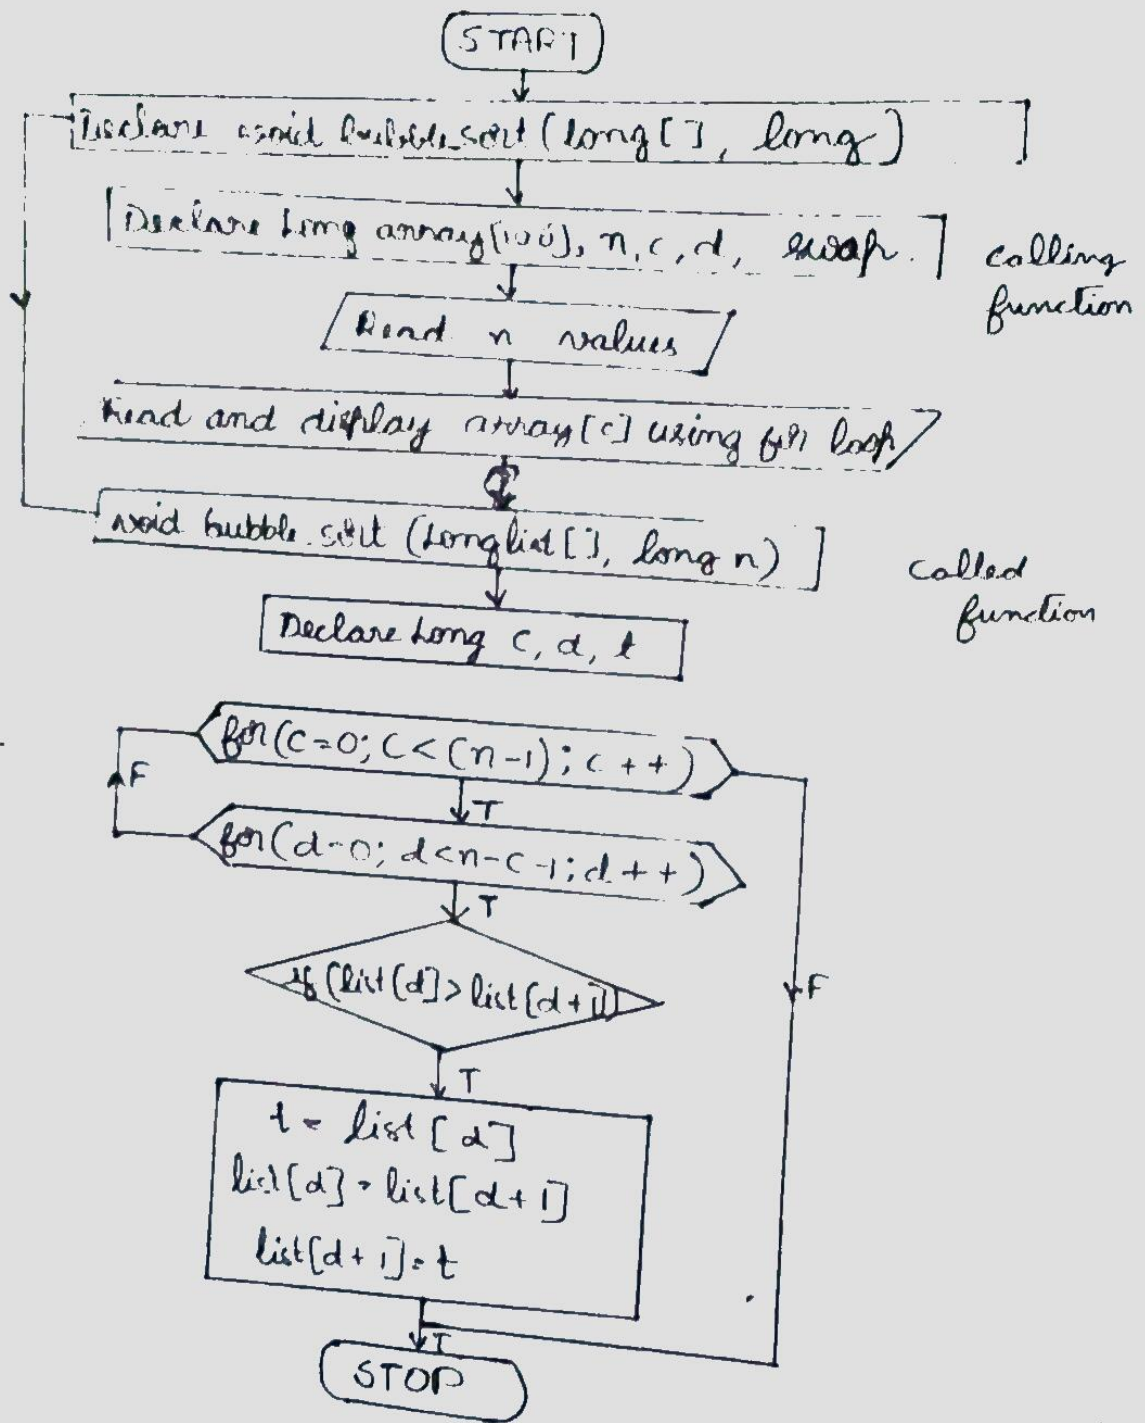 START
Declare void bubble_sort (long [ ], long )
Declare Long array[100], n, c, d, swap.
calling
function
Read n values
Read and display array [c] using for loop
void bubble_sort (Long list [ ], long n)
called
function
Declare Long c, d, t
for(c=0; c < (n-1); c ++)
F
T
for(d=0; d<n-c-1; d ++)
T
if (list[d] > list[d+1])
F
T
t = list [d]
list[d] = list[d+1]
list[d+1] = t
T
STOP